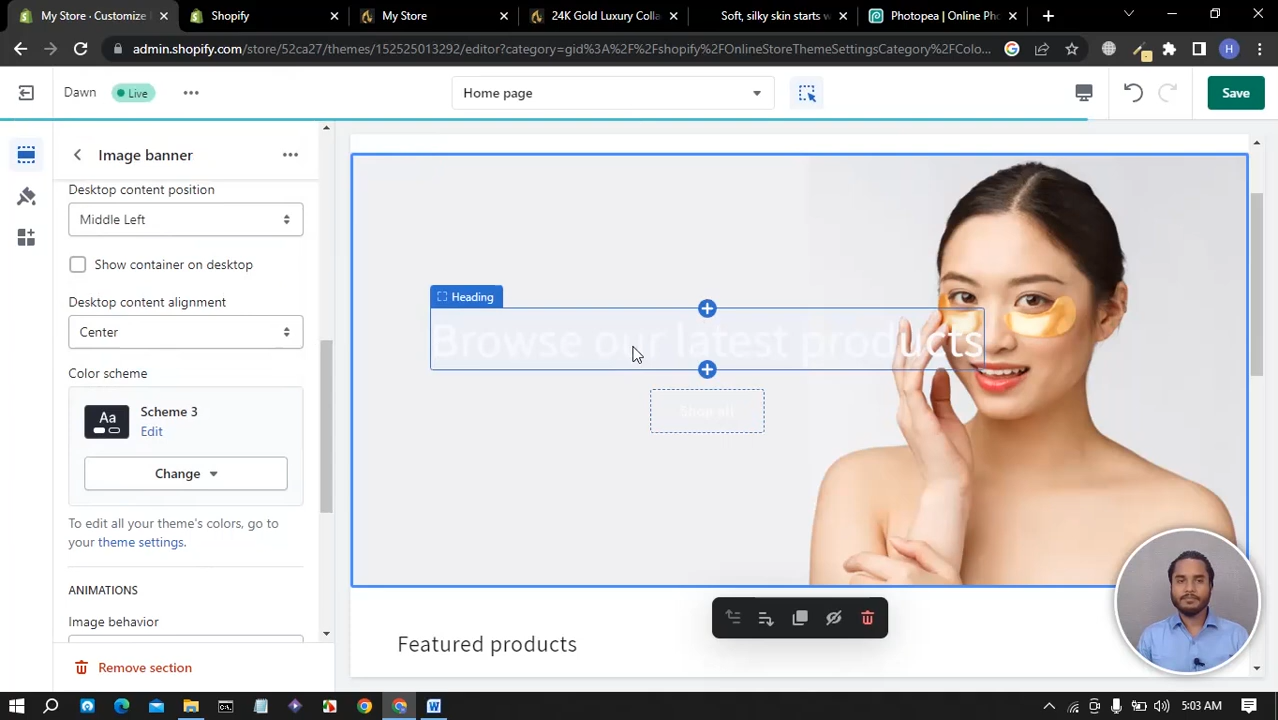 My Store - Customize
Shopify
My Store
24K Gold Luxury Colla
Soft, silky skin starts w
Photopea | Online Pho
admin.shopify.com/store/52ca27/themes/152525013292/editor?category=gid%3A%2F%2Fshopify%2FOnlineStoreThemeSettingsCategory%2FColo...
H
Dawn
Live
Home page
Save
Image banner
Desktop content position
Middle Left
Show container on desktop
Desktop content alignment
Center
Color scheme
Aa
Scheme 3
Edit
Change
To edit all your theme's colors, go to
your theme settings.
ANIMATIONS
Image behavior
Remove section
Heading
Browse our latest products
Shop all
Featured products
5:03 AM